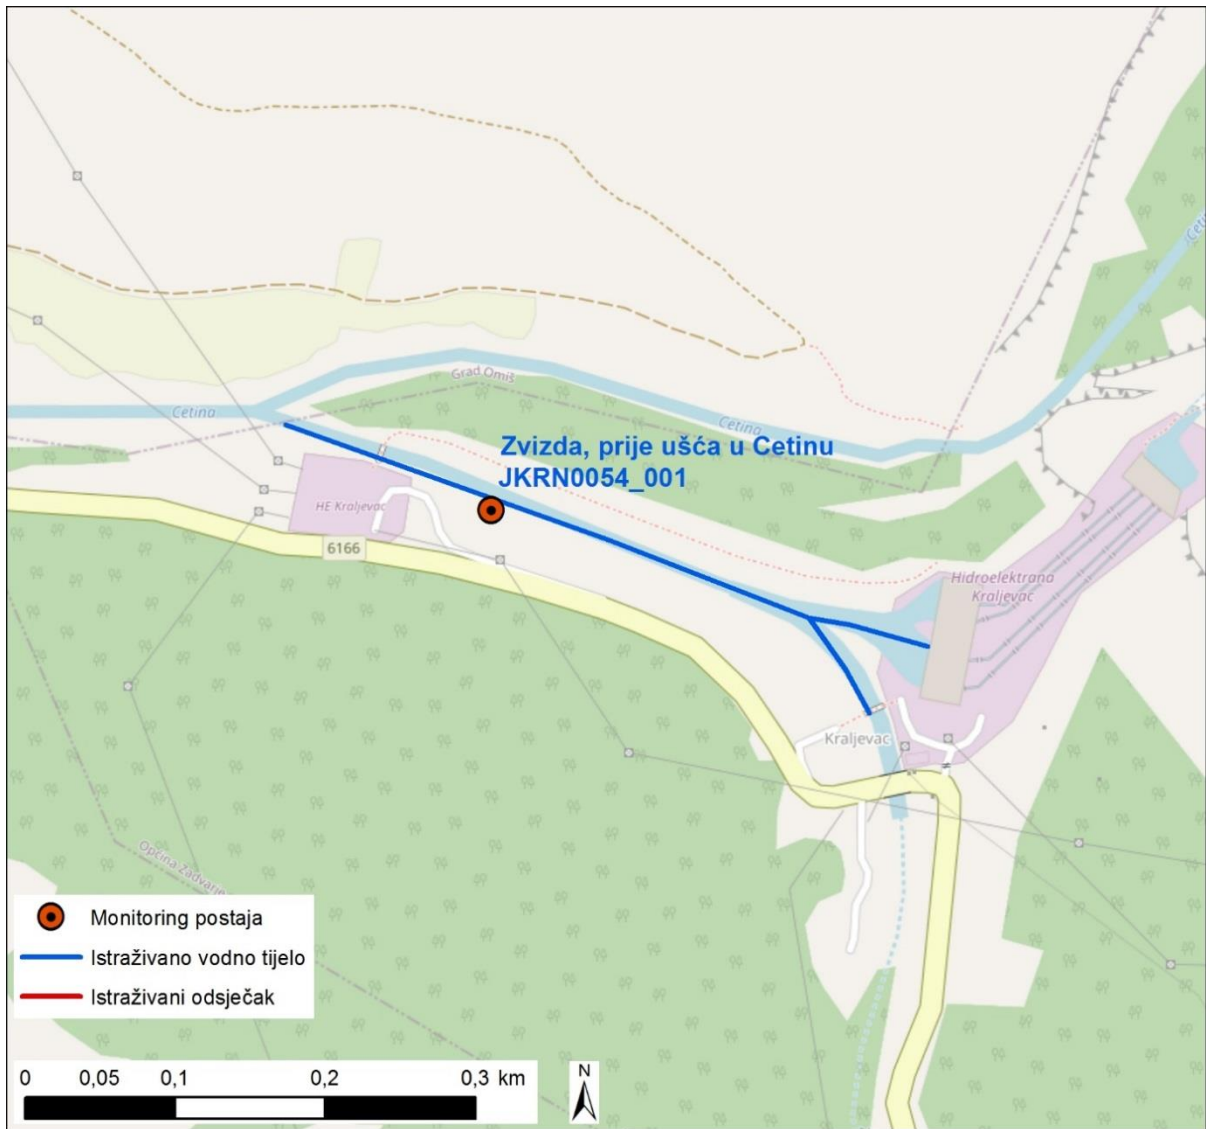 Cetina
Grad Omiš
Cetina
Cetina
Zvizda, prije ušća u Cetinu
JKRN0054_001
HE Kraljevac
6166
Hidroelektrana
Kraljevac
Kraljevac
Općina Zadvarje
Monitoring postaja
Istraživano vodno tijelo
Istraživani odsječak
0 0,05 0,1 0,2 0,3 km
N